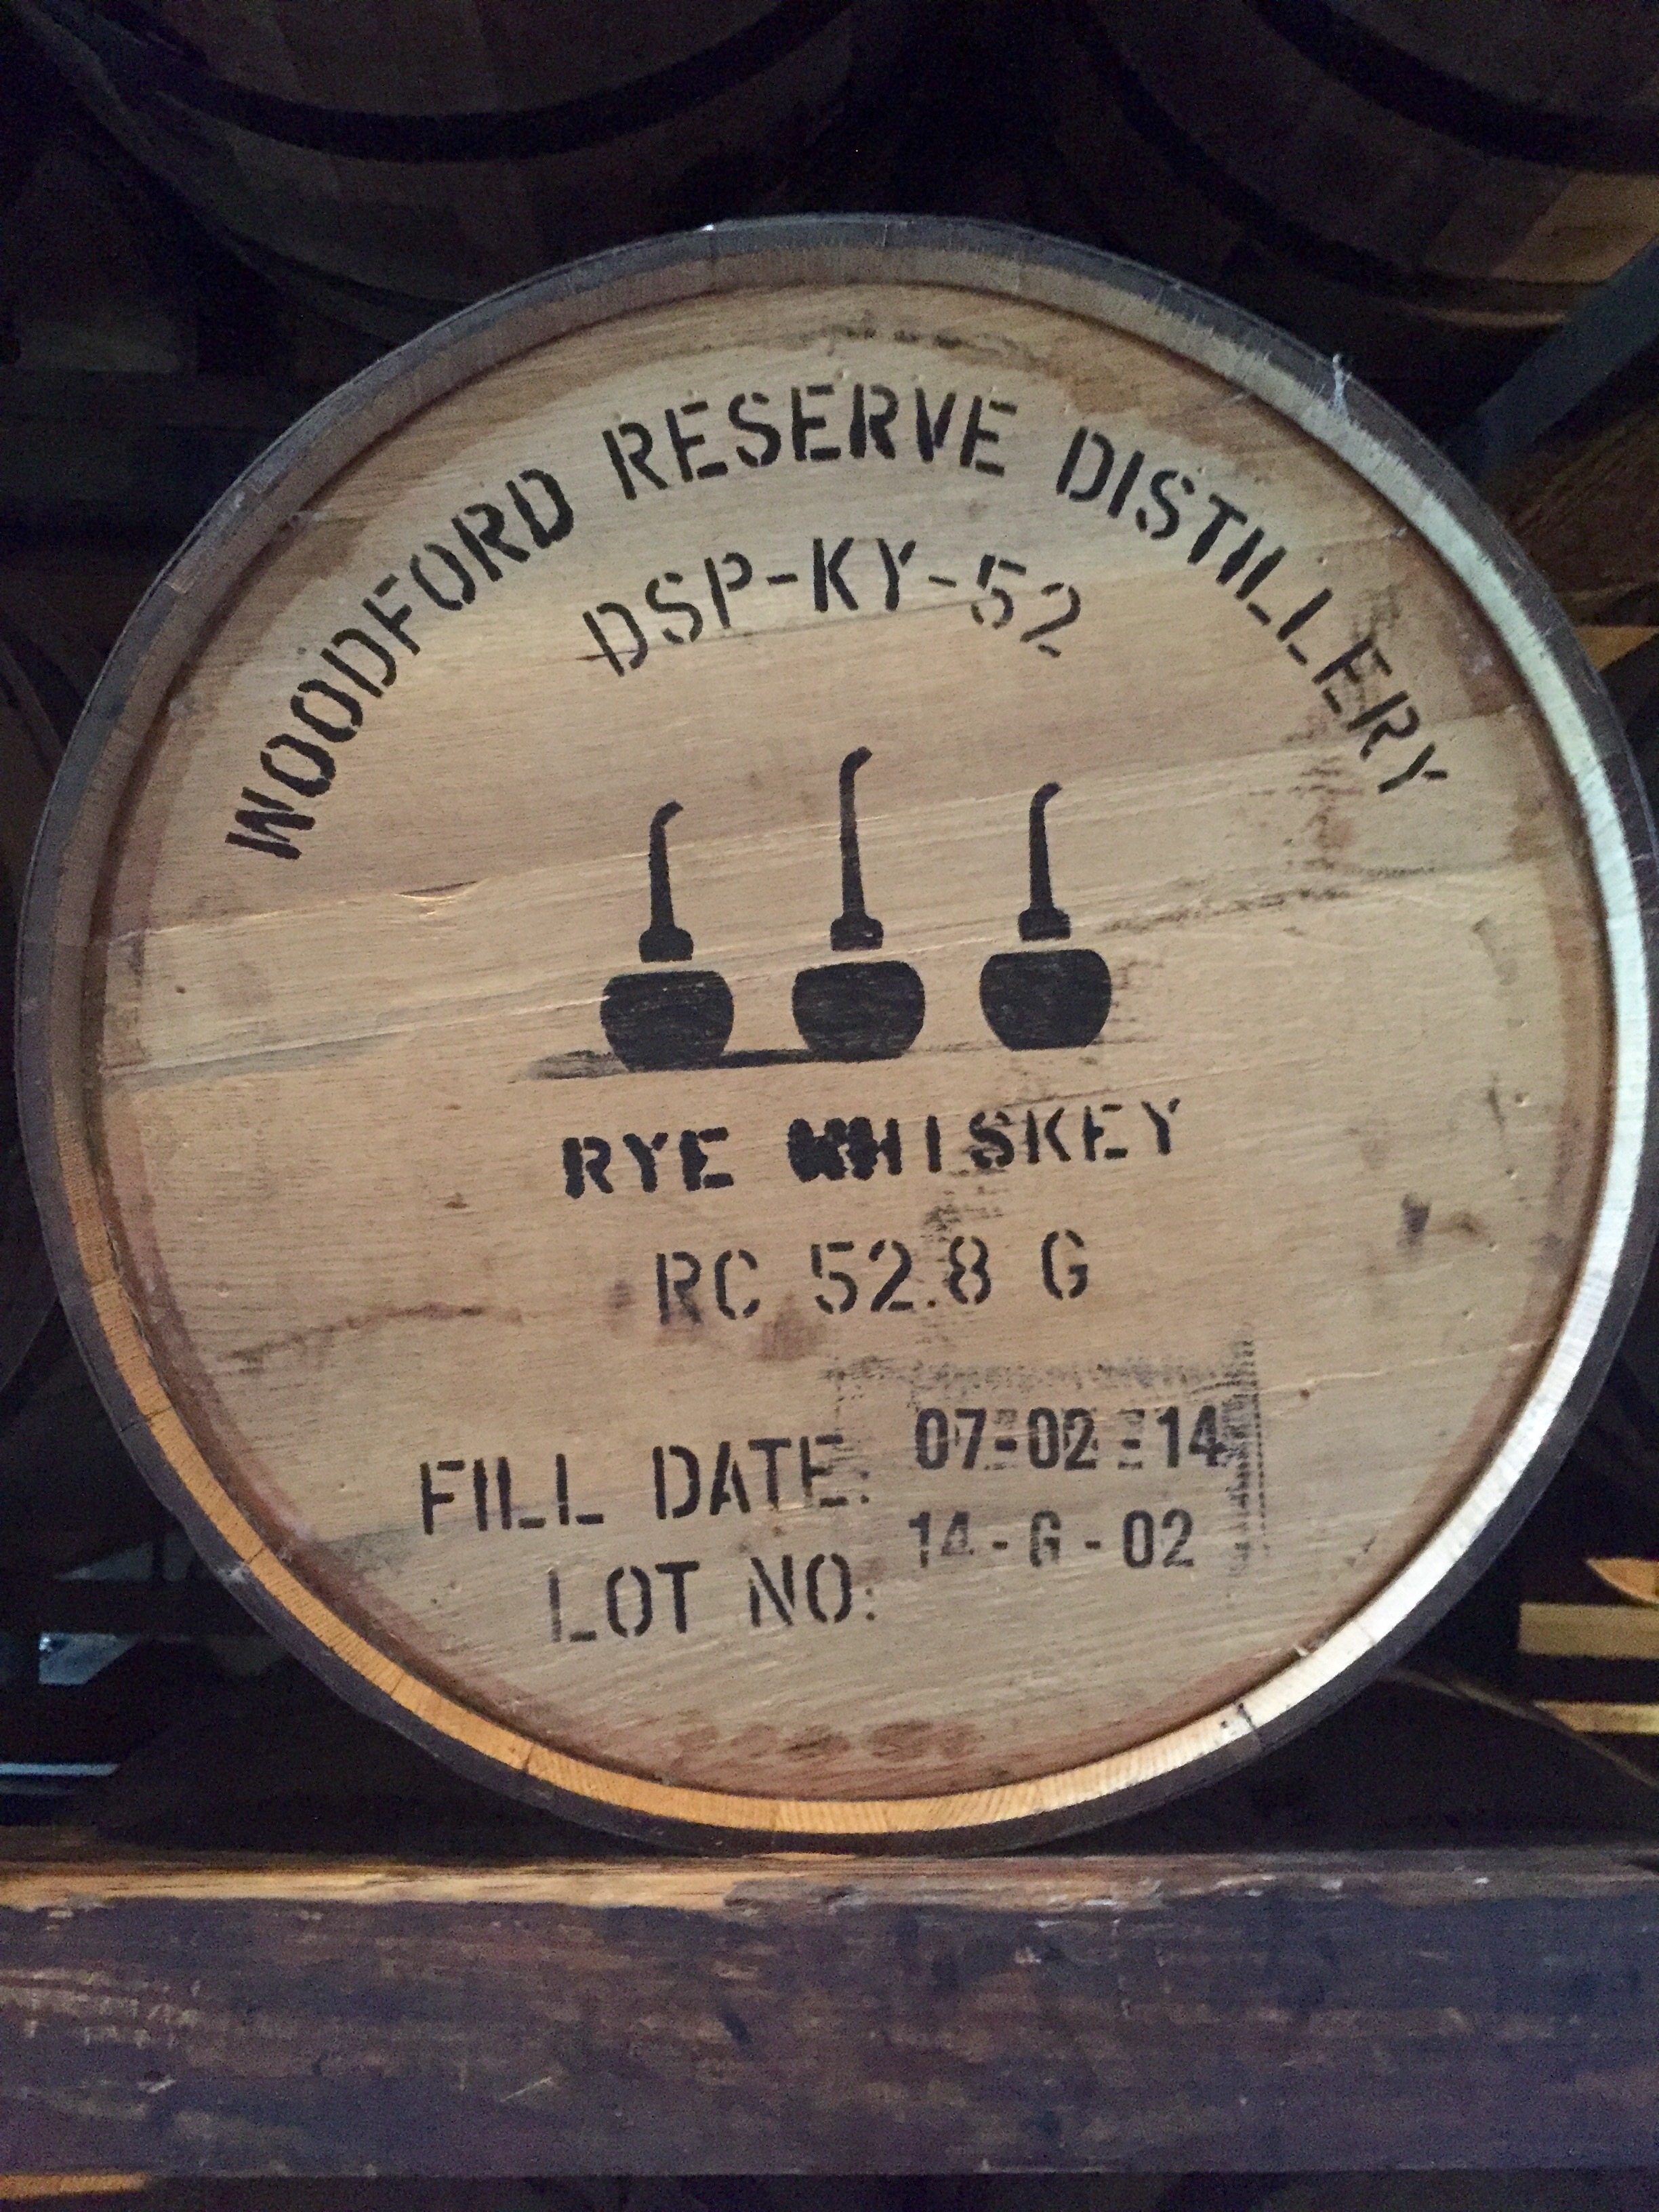 WOODFORD RESERVE DISTILLERY
DSP-KY-52
RYE WHISKEY
RC 52.8 G
FILL DATE: 07-02-14
LOT NO: 14-G-02